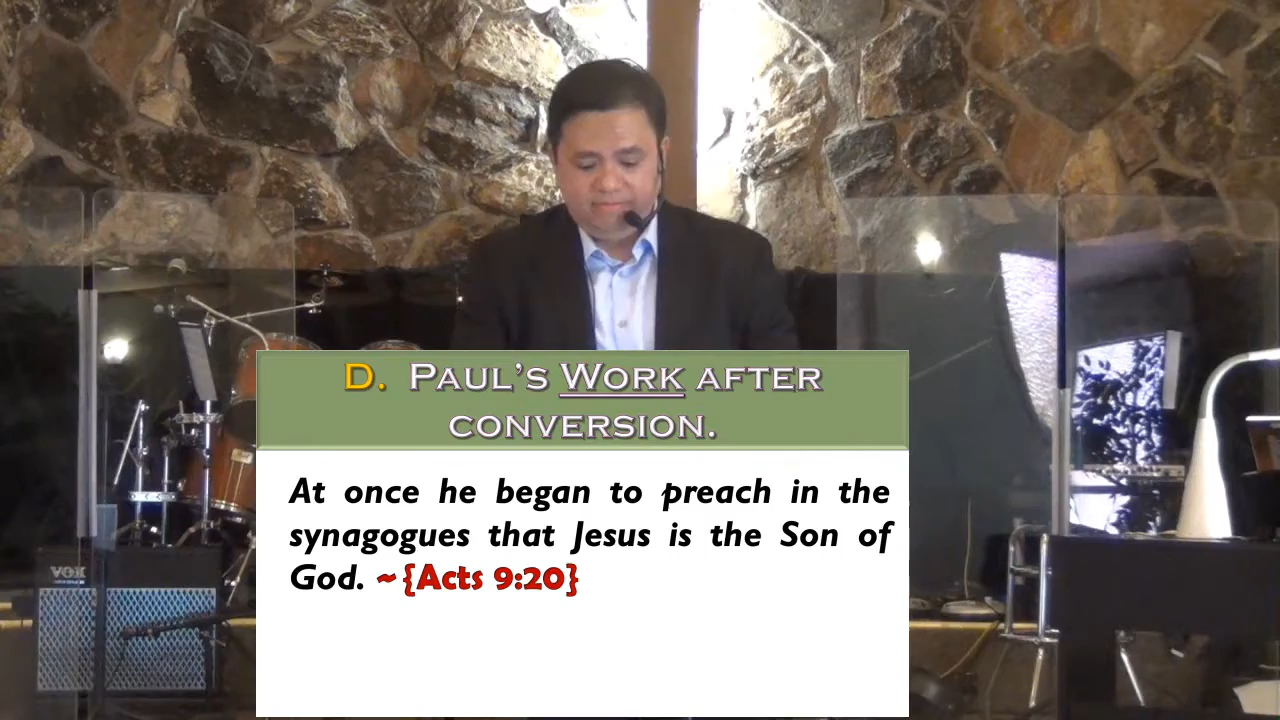 D. PAUL'S WORK AFTER
CONVERSION.
At once he began to preach in the
synagogues that Jesus is the Son of
God. ~{Acts 9:20}
VOX